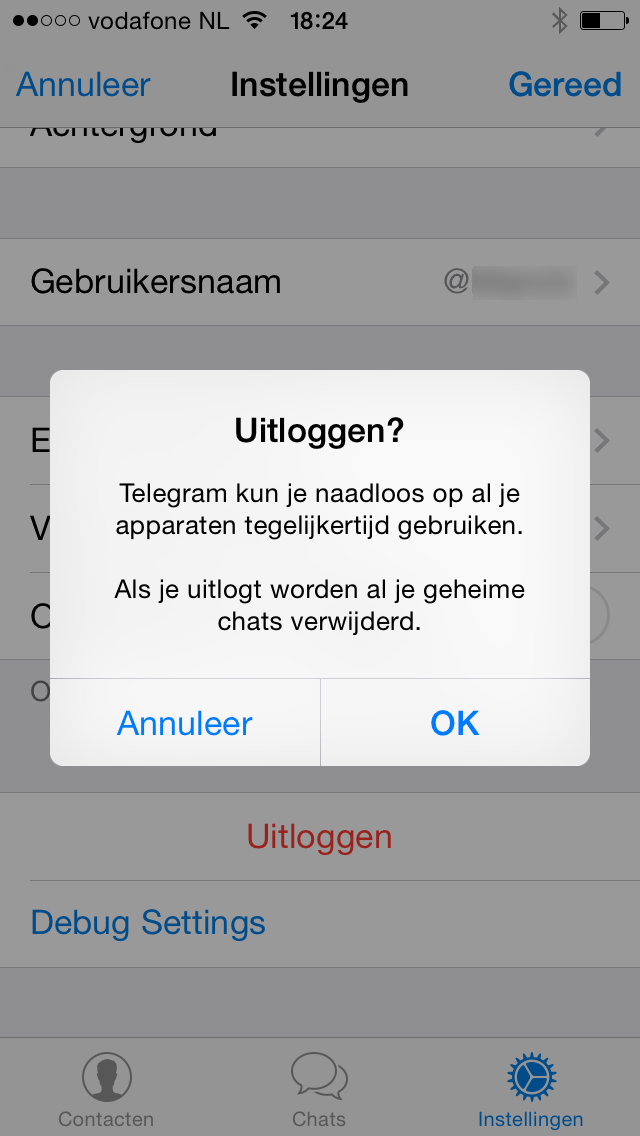 vodafone NL 18:24
Annuleer Instellingen Gereed
Achtergrond
Gebruikersnaam @
Uitloggen?
Telegram kun je naadloos op al je
apparaten tegelijkertijd gebruiken.
Als je uitlogt worden al je geheime
chats verwijderd.
Annuleer OK
Uitloggen
Debug Settings
Contacten Chats Instellingen